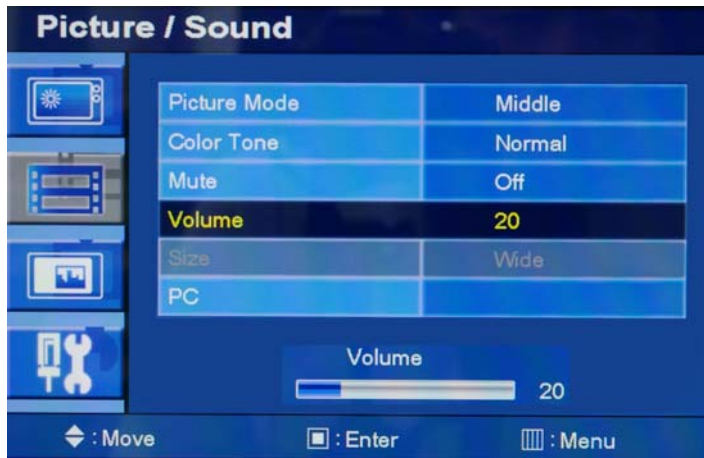 Picture / Sound
Picture Mode Middle
Color Tone Normal
Mute Off
Volume 20
Size Wide
PC
Volume
20
: Move : Enter : Menu